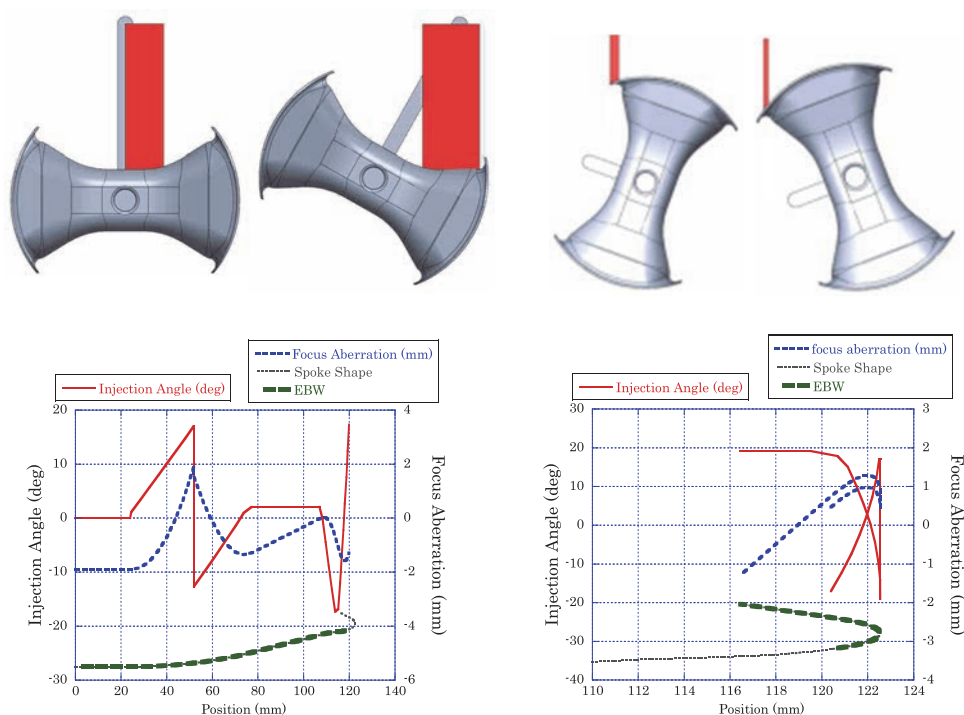 Focus Aberration (mm)
Spoke Shape
EBW
Injection Angle (deg)
20
10
0
-10
-20
-30
Injection Angle (deg)
4
2
0
-2
-4
-6
Focus Aberration (mm)
0 20 40 60 80 100 120 140
Position (mm)
focus aberration (mm)
Spoke Shape
EBW
Injection Angle (deg)
30
20
10
0
-10
-20
-30
-40
Injection Angle (deg)
3
2
1
0
-1
-2
-3
-4
Focus Aberration (mm)
110 112 114 116 118 120 122 124
Position (mm)